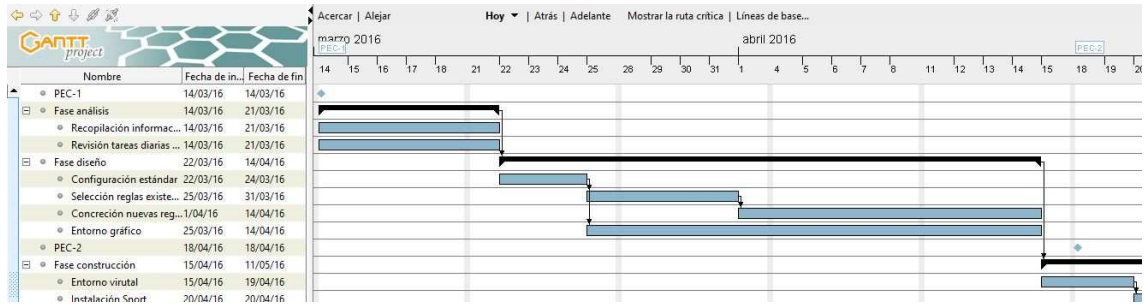 Acercar | Alejar Hoy ▼ | Atrás | Adelante Mostrar la ruta crítica | Líneas de base...
GANTT project
marzo 2016 abril 2016
PEC-1 PEC-2
14 15 16 17 18 21 22 23 24 25 28 29 30 31 1 4 5 6 7 8 11 12 13 14 15 18 19 20
Nombre Fecha de in... Fecha de fin
PEC-1 14/03/16 14/03/16
Fase análisis 14/03/16 21/03/16
Recopilación informac... 14/03/16 21/03/16
Revisión tareas diarias ... 14/03/16 21/03/16
Fase diseño 22/03/16 14/04/16
Configuración estándar 22/03/16 24/03/16
Selección reglas existe... 25/03/16 31/03/16
Concreción nuevas reg... 1/04/16 14/04/16
Entorno gráfico 25/03/16 14/04/16
PEC-2 18/04/16 18/04/16
Fase construcción 15/04/16 11/05/16
Entorno virutal 15/04/16 19/04/16
Instalación Snort 20/04/16 20/04/16